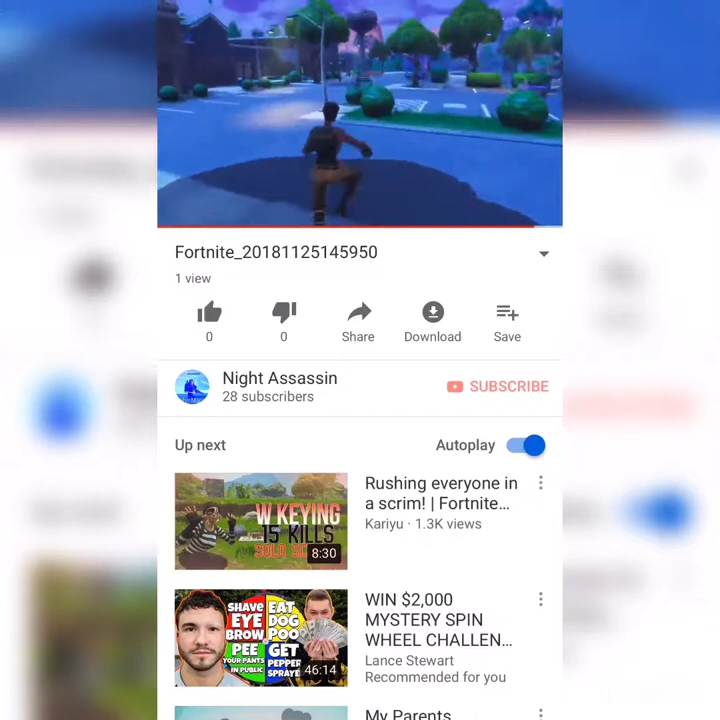 Fortnite_20181125145950
1 view
0
0
Share
Download
Save
Night Assassin
28 subscribers
SUBSCRIBE
Up next
Autoplay
W KEYING
15 KILLS
SOLO SC
8:30
Rushing everyone in
a scrim! | Fortnite...
Kariyu · 1.3K views
SHAVE
EYE
BROW
EAT
DOG
POO
PEE
YOUR PANTS
IN PUBLIC
GET
PEPPER
SPRAYE
46:14
WIN $2,000
MYSTERY SPIN
WHEEL CHALLEN...
Lance Stewart
Recommended for you
My Parents